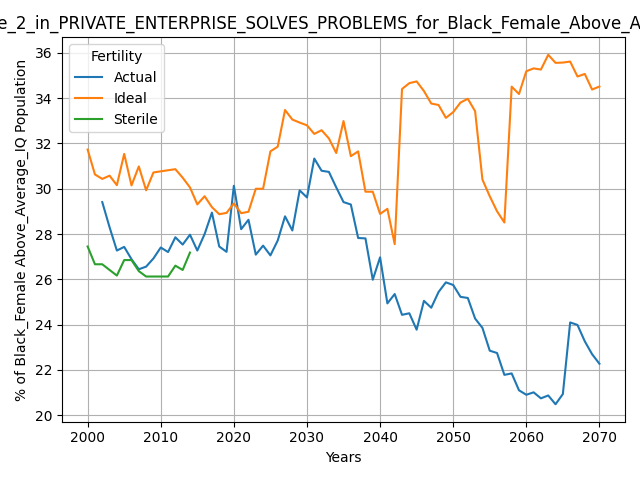 e_2_in_PRIVATE_ENTERPRISE_SOLVES_PROBLEMS_for_Black_Female_Above_A
Fertility
Actual
Ideal
Sterile
% of Black_Female Above_Average_IQ Population
36
34
32
30
28
26
24
22
20
2000 2010 2020 2030 2040 2050 2060 2070
Years